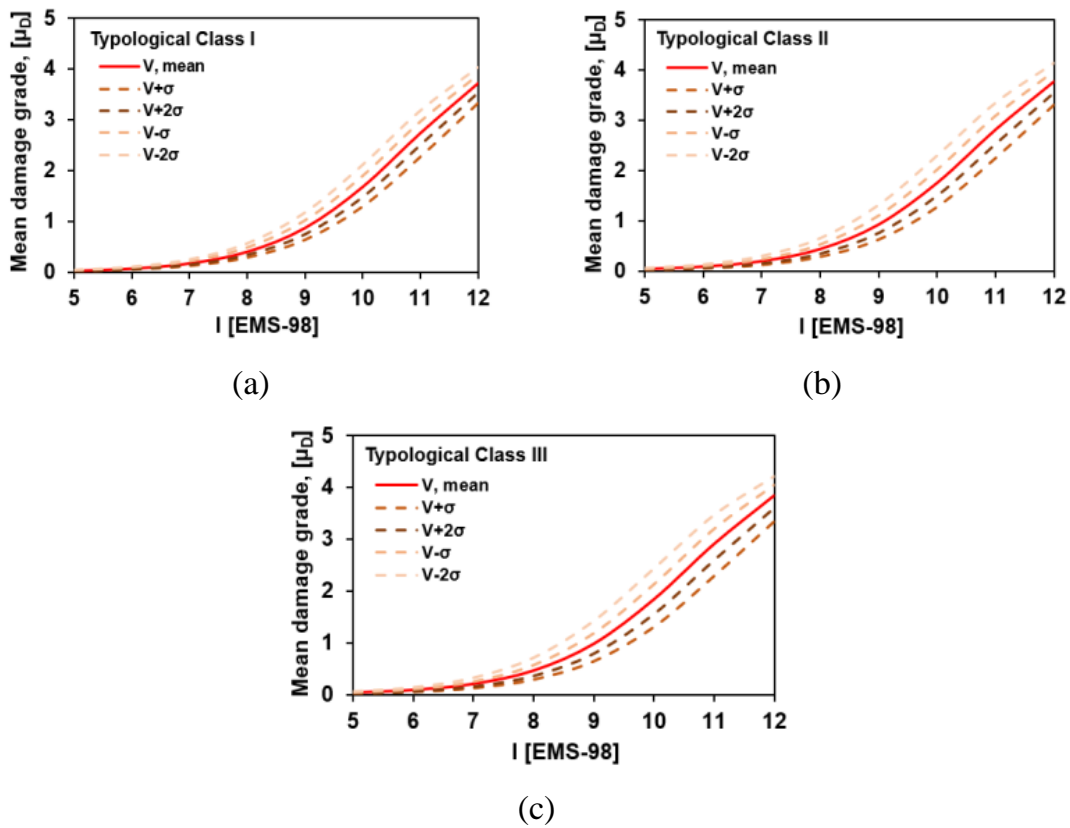 Mean damage grade, [μD]
5
4
3
2
1
0
Typological Class I
V, mean
V+σ
V+2σ
V-σ
V-2σ
5 6 7 8 9 10 11 12
I [EMS-98]
(a)
Mean damage grade, [μD]
5
4
3
2
1
0
Typological Class II
V, mean
V+σ
V+2σ
V-σ
V-2σ
5 6 7 8 9 10 11 12
I [EMS-98]
(b)
Mean damage grade, [μD]
5
4
3
2
1
0
Typological Class III
V, mean
V+σ
V+2σ
V-σ
V-2σ
5 6 7 8 9 10 11 12
I [EMS-98]
(c)